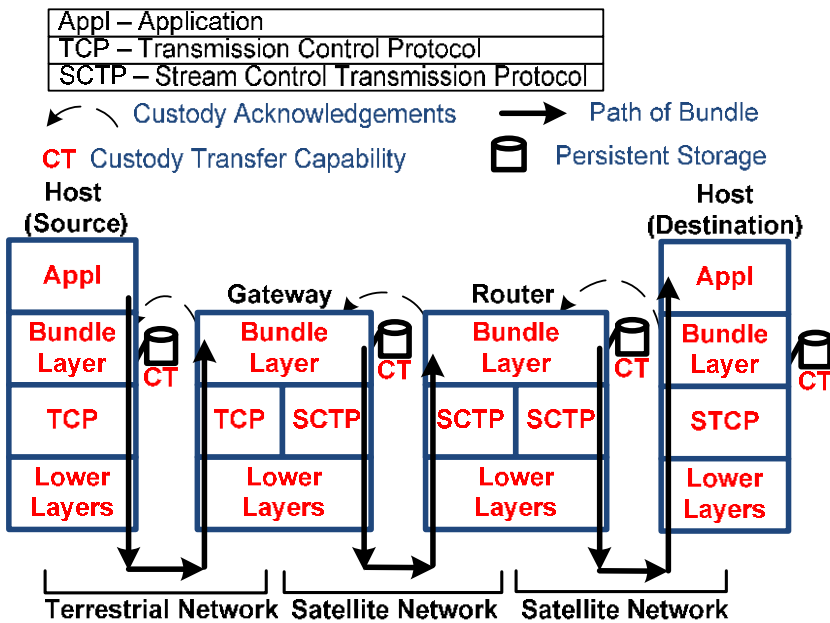 Appl – Application
TCP – Transmission Control Protocol
SCTP – Stream Control Transmission Protocol
Custody Acknowledgements
Path of Bundle
CT Custody Transfer Capability
Persistent Storage
Host
(Source)
Host
(Destination)
Gateway
Router
Appl
Appl
Bundle
Layer
CT
Bundle
Layer
CT
Bundle
Layer
CT
Bundle
Layer
CT
TCP
TCP
SCTP
SCTP
SCTP
STCP
Lower
Layers
Lower
Layers
Lower
Layers
Lower
Layers
Terrestrial Network
Satellite Network
Satellite Network